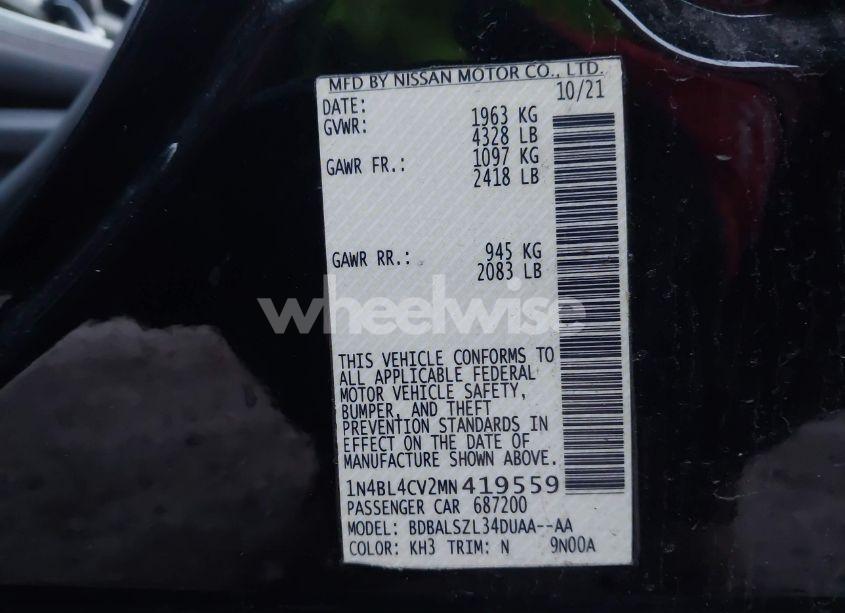 MFD BY NISSAN MOTOR CO., LTD.
DATE: 10/21
GVWR: 1963 KG
4328 LB
GAWR FR.: 1097 KG
2418 LB
GAWR RR.: 945 KG
2083 LB
wheelwise
THIS VEHICLE CONFORMS TO
ALL APPLICABLE FEDERAL
MOTOR VEHICLE SAFETY,
BUMPER, AND THEFT
PREVENTION STANDARDS IN
EFFECT ON THE DATE OF
MANUFACTURE SHOWN ABOVE.
1N4BL4CV2MN419559
PASSENGER CAR 687200
MODEL: BDBALSZL34DUAA--AA
COLOR: KH3 TRIM: N 9N00A